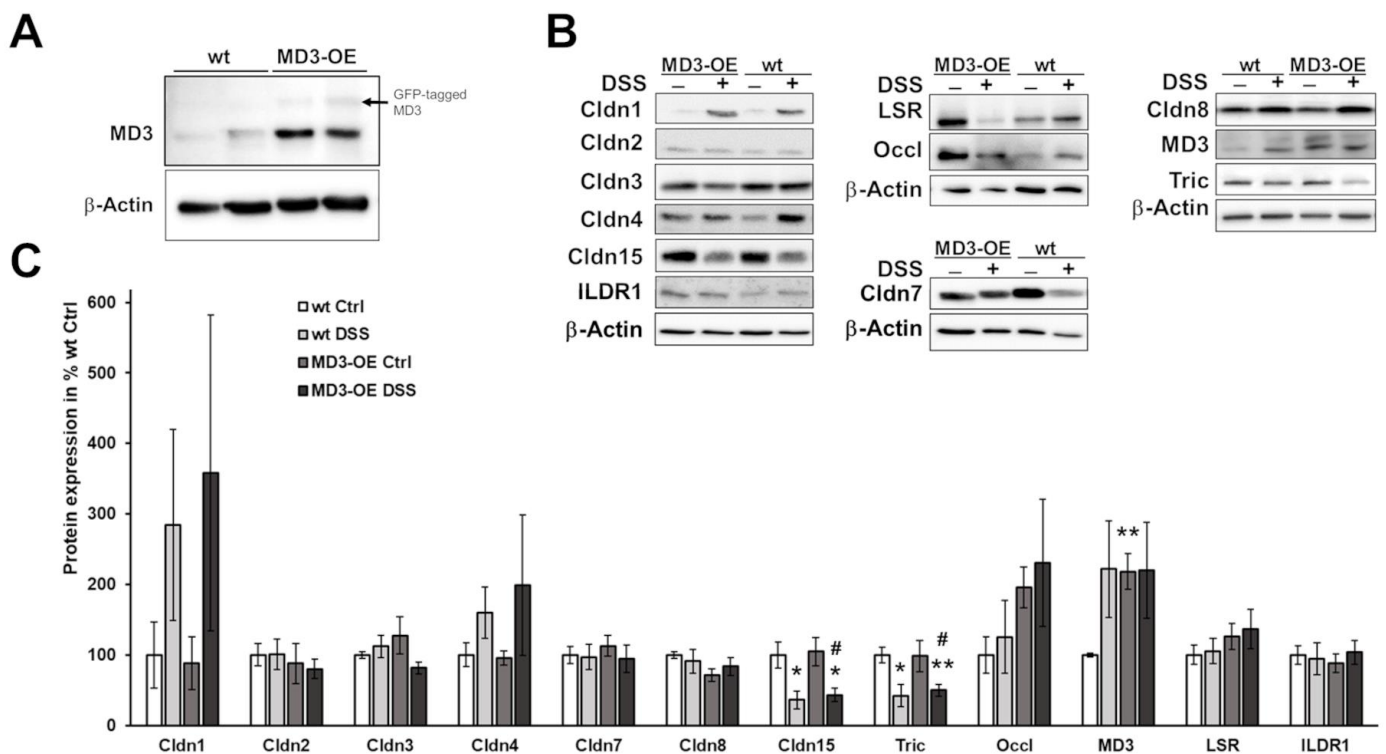 A
wt MD3-OE
GFP-tagged
MD3
MD3
β-Actin
B
MD3-OE wt
DSS – + – +
Cldn1
Cldn2
Cldn3
Cldn4
Cldn15
ILDR1
β-Actin
MD3-OE wt
DSS – + – +
LSR
Occl
β-Actin
MD3-OE wt
DSS – + – +
Cldn7
β-Actin
wt MD3-OE
DSS – + – +
Cldn8
MD3
Tric
β-Actin
C
Protein expression in % wt Ctrl
600
500
400
300
200
100
0
wt Ctrl
wt DSS
MD3-OE Ctrl
MD3-OE DSS
* # *
* # **
**
Cldn1 Cldn2 Cldn3 Cldn4 Cldn7 Cldn8 Cldn15 Tric Occl MD3 LSR ILDR1